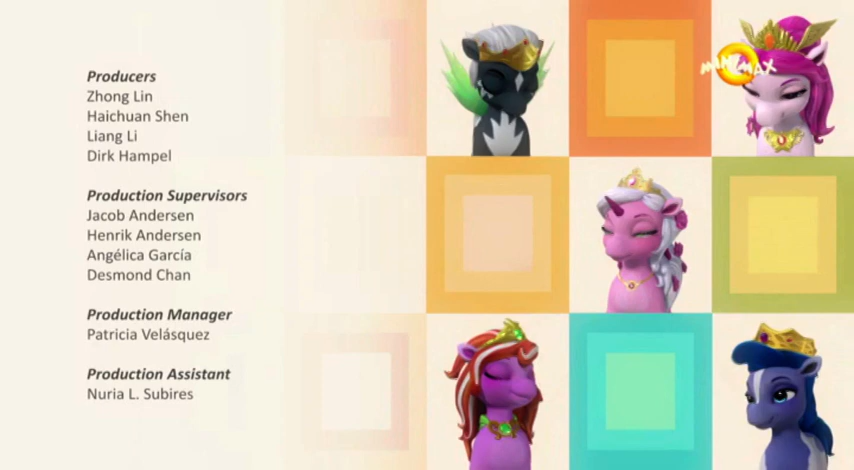 Producers
Zhong Lin
Haichuan Shen
Liang Li
Dirk Hampel
Production Supervisors
Jacob Andersen
Henrik Andersen
Angélica García
Desmond Chan
Production Manager
Patricia Velásquez
Production Assistant
Nuria L. Subires
MINIMAX